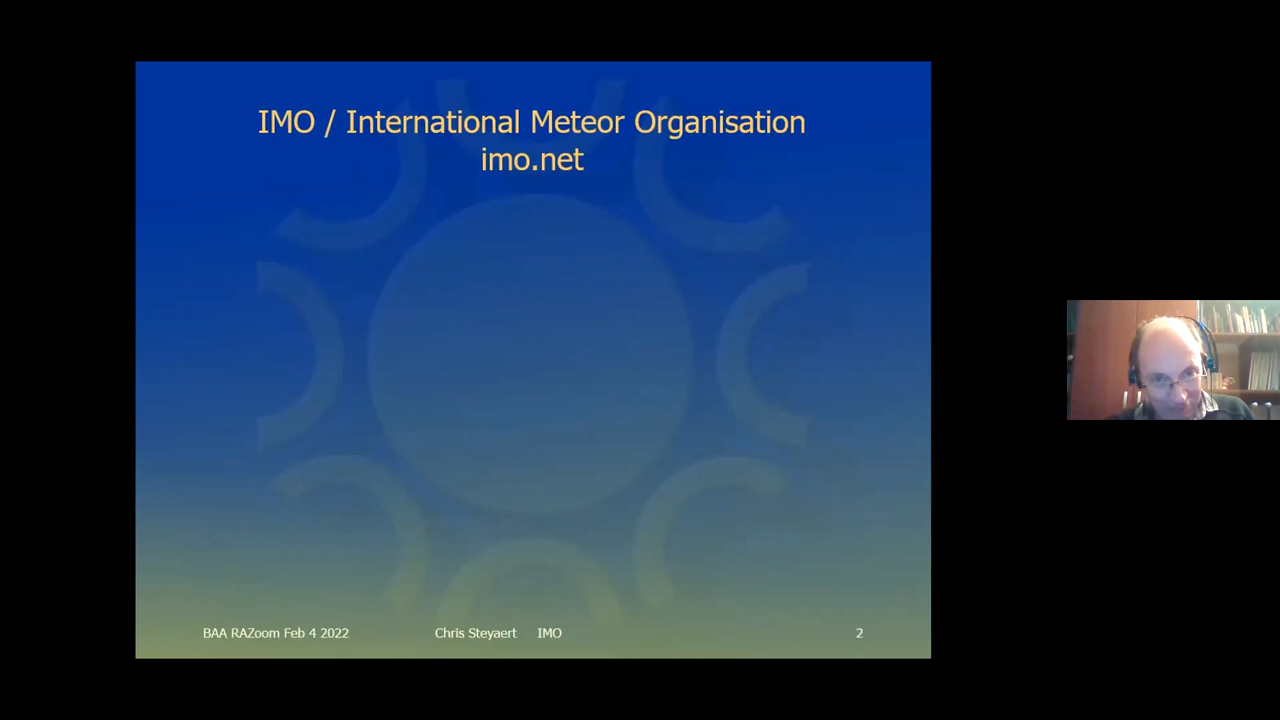 IMO / International Meteor Organisation
imo.net
BAA RAZoom Feb 4 2022 Chris Steyaert IMO 2